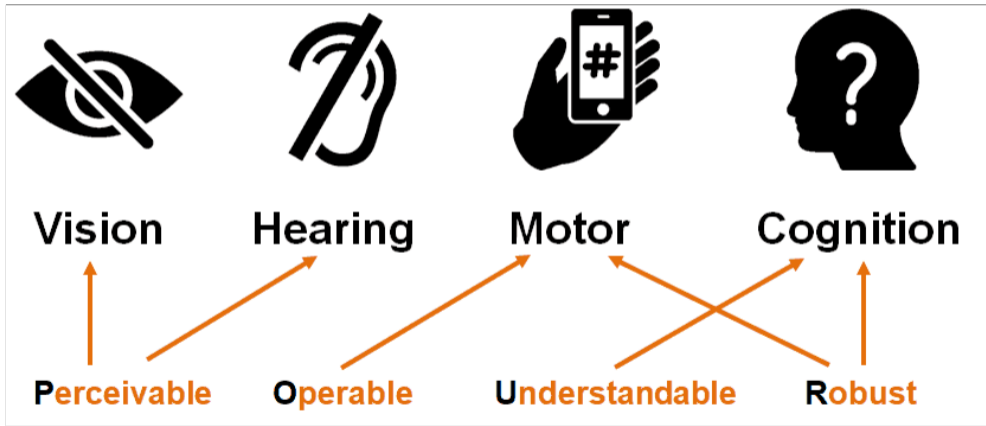 #
?
Vision Hearing Motor Cognition
Perceivable Operable Understandable Robust